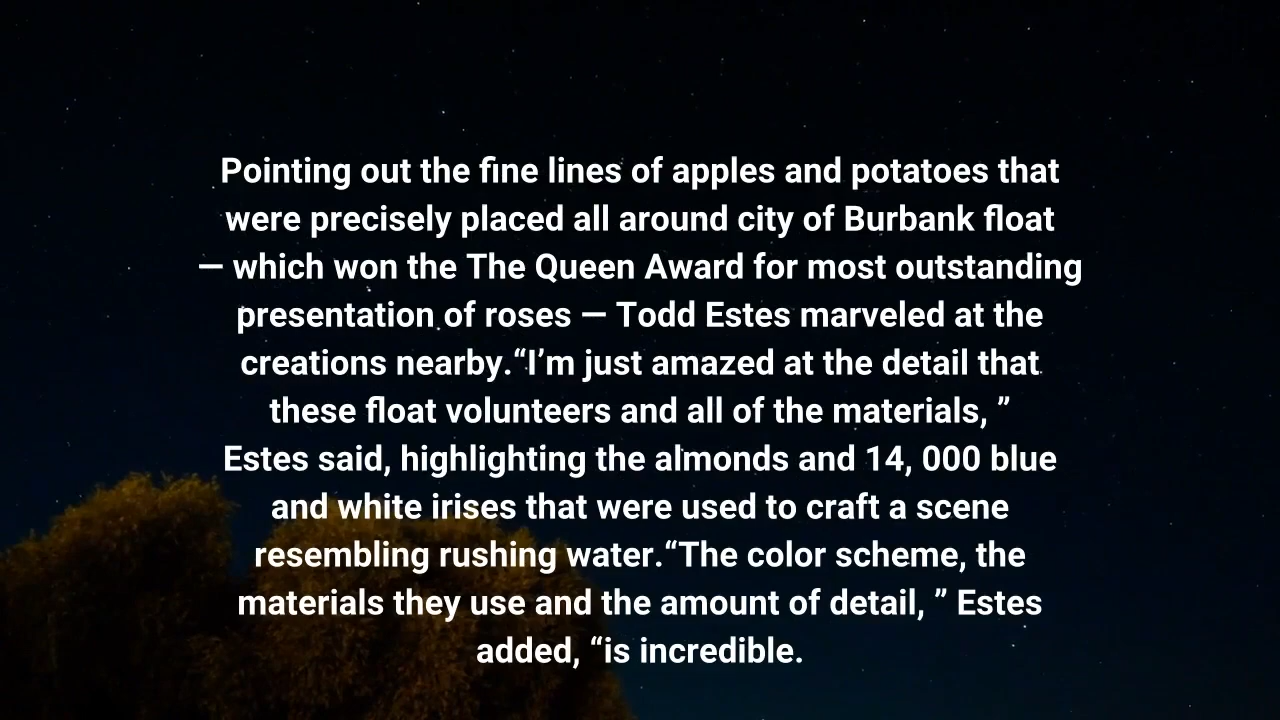 Pointing out the fine lines of apples and potatoes that
were precisely placed all around city of Burbank float
— which won the The Queen Award for most outstanding
presentation of roses — Todd Estes marveled at the
creations nearby.“I’m just amazed at the detail that
these float volunteers and all of the materials, ”
Estes said, highlighting the almonds and 14, 000 blue
and white irises that were used to craft a scene
resembling rushing water.“The color scheme, the
materials they use and the amount of detail, ” Estes
added, “is incredible.